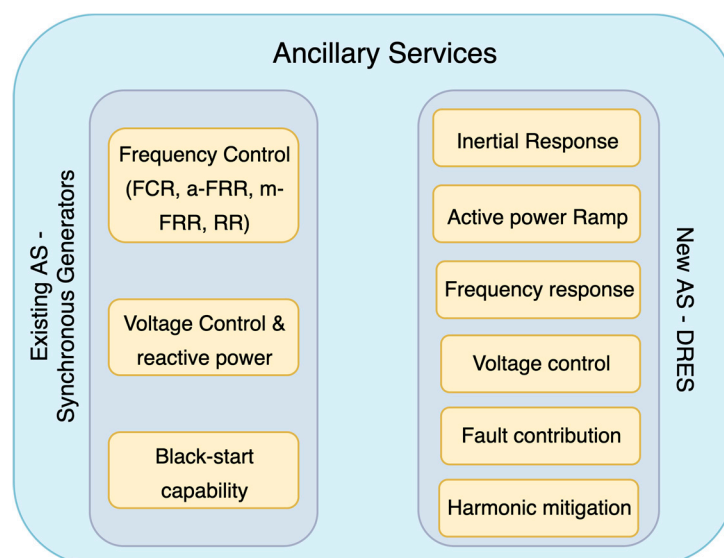 Ancillary Services
Existing AS -
Synchronous Generators
Frequency Control
(FCR, a-FRR, m-
FRR, RR)
Voltage Control &
reactive power
Black-start
capability
Inertial Response
Active power Ramp
Frequency response
Voltage control
Fault contribution
Harmonic mitigation
New AS - DRES